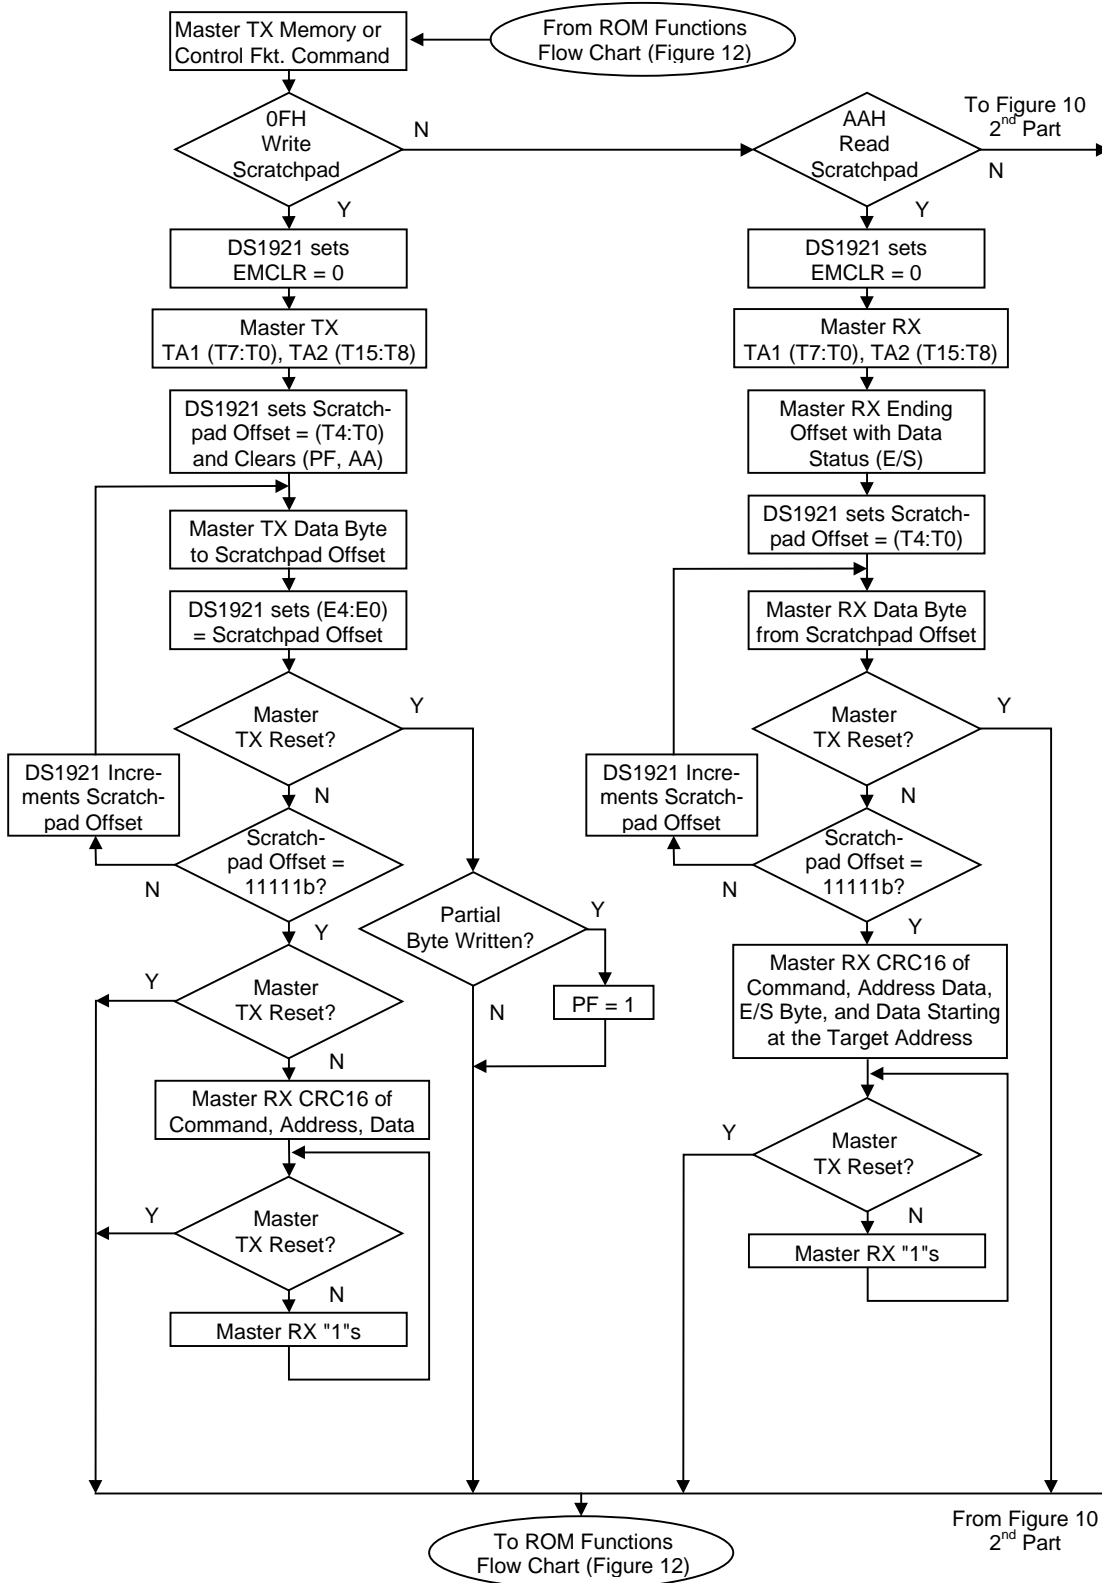 Master TX Memory or
Control Fkt. Command
From ROM Functions
Flow Chart (Figure 12)
0FH
Write
Scratchpad
N
Y
AAH
Read
Scratchpad
To Figure 10
2nd Part
N
Y
DS1921 sets
EMCLR = 0
Master TX
TA1 (T7:T0), TA2 (T15:T8)
DS1921 sets Scratch-
pad Offset = (T4:T0)
and Clears (PF, AA)
Master TX Data Byte
to Scratchpad Offset
DS1921 sets (E4:E0)
= Scratchpad Offset
Master
TX Reset?
Y
N
DS1921 Incre-
ments Scratch-
pad Offset
Scratch-
pad Offset =
11111b?
N
Y
Partial
Byte Written?
Y
N
PF = 1
Master
TX Reset?
Y
N
Master RX CRC16 of
Command, Address, Data
Master
TX Reset?
Y
N
Master RX "1"s
DS1921 sets
EMCLR = 0
Master RX
TA1 (T7:T0), TA2 (T15:T8)
Master RX Ending
Offset with Data
Status (E/S)
DS1921 sets Scratch-
pad Offset = (T4:T0)
Master RX Data Byte
from Scratchpad Offset
Master
TX Reset?
Y
N
DS1921 Incre-
ments Scratch-
pad Offset
Scratch-
pad Offset =
11111b?
N
Y
Master RX CRC16 of
Command, Address Data,
E/S Byte, and Data Starting
at the Target Address
Master
TX Reset?
Y
N
Master RX "1"s
To ROM Functions
Flow Chart (Figure 12)
From Figure 10
2nd Part